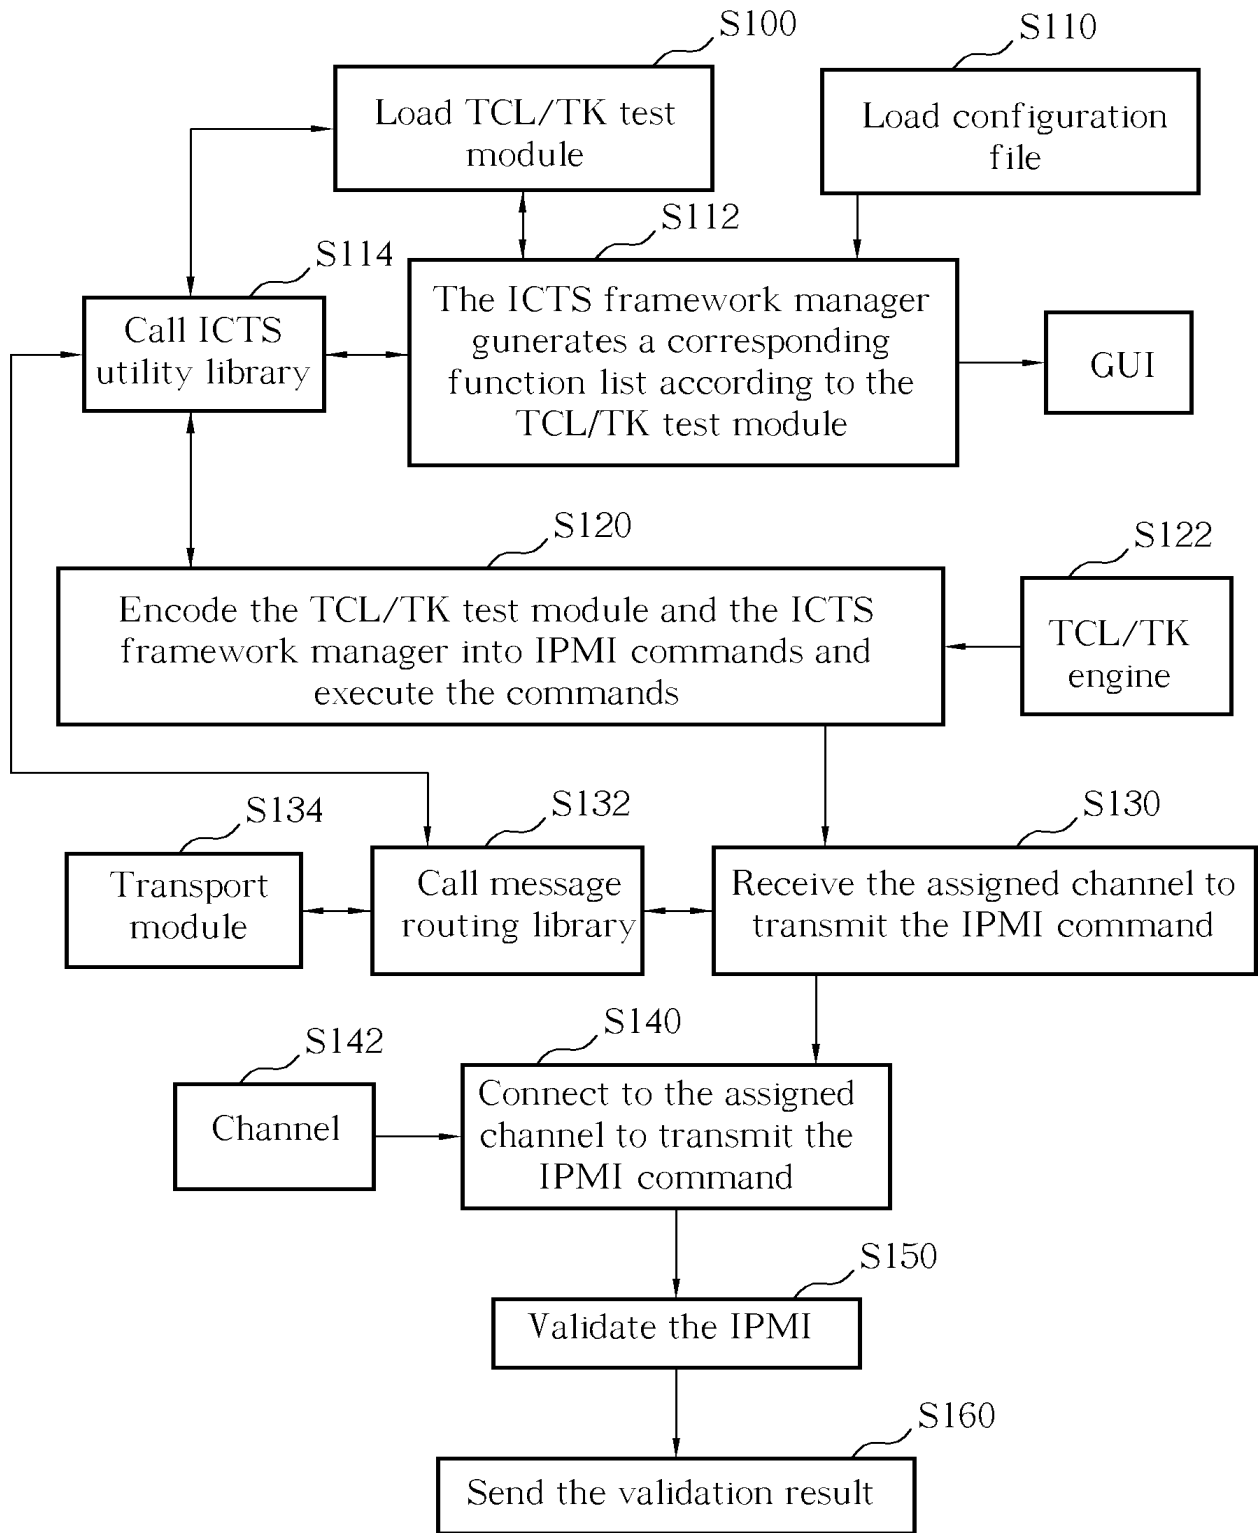 S100
S110
Load TCL/TK test
module
Load configuration
file
S112
S114
Call ICTS
utility library
The ICTS framework manager
gunerates a corresponding
function list according to the
TCL/TK test module
GUI
S120
S122
Encode the TCL/TK test module and the ICTS
framework manager into IPMI commands and
execute the commands
TCL/TK
engine
S134
S132
S130
Transport
module
Call message
routing library
Receive the assigned channel to
transmit the IPMI command
S142
S140
Channel
Connect to the assigned
channel to transmit the
IPMI command
S150
Validate the IPMI
S160
Send the validation result